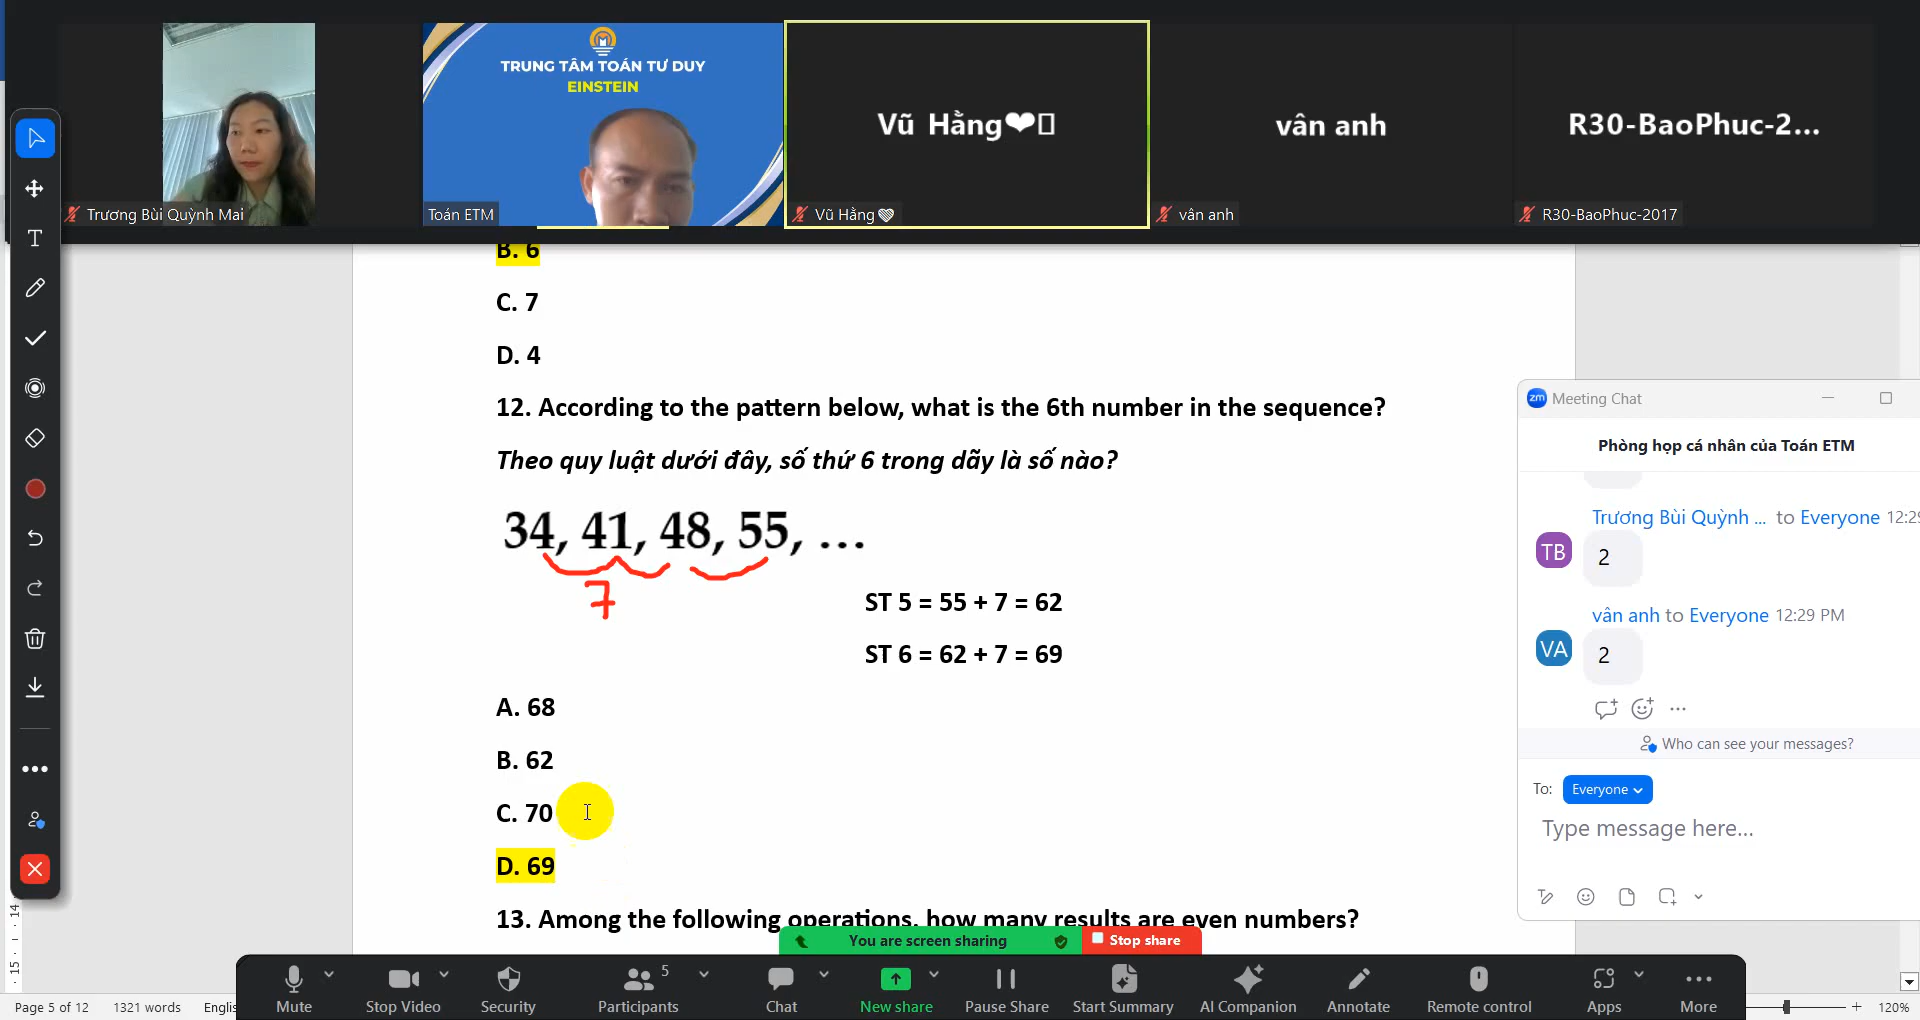 TRUNG TÂM TOÁN TƯ DUY
EINSTEIN
Vũ Hằng❤
vân anh
R30-BaoPhuc-2...
Trương Bùi Quỳnh Mai
Toán ETM
Vũ Hằng
vân anh
R30-BaoPhuc-2017
B. 6
C. 7
D. 4
12. According to the pattern below, what is the 6th number in the sequence?
Theo quy luật dưới đây, số thứ 6 trong dãy là số nào?
34, 41, 48, 55, ...
7
ST 5 = 55 + 7 = 62
ST 6 = 62 + 7 = 69
A. 68
B. 62
C. 70
D. 69
13. Among the following operations, how many results are even numbers?
zm Meeting Chat
Phòng họp cá nhân của Toán ETM
Trương Bùi Quỳnh ... to Everyone 12:29
TB
2
vân anh to Everyone 12:29 PM
VA
2
Who can see your messages?
To: Everyone
Type message here...
You are screen sharing
Stop share
Mute
Stop Video
Security
5
Participants
Chat
New share
Pause Share
Start Summary
AI Companion
Annotate
Remote control
Apps
More
Page 5 of 12
1321 words
Englis
120%
14
15
T